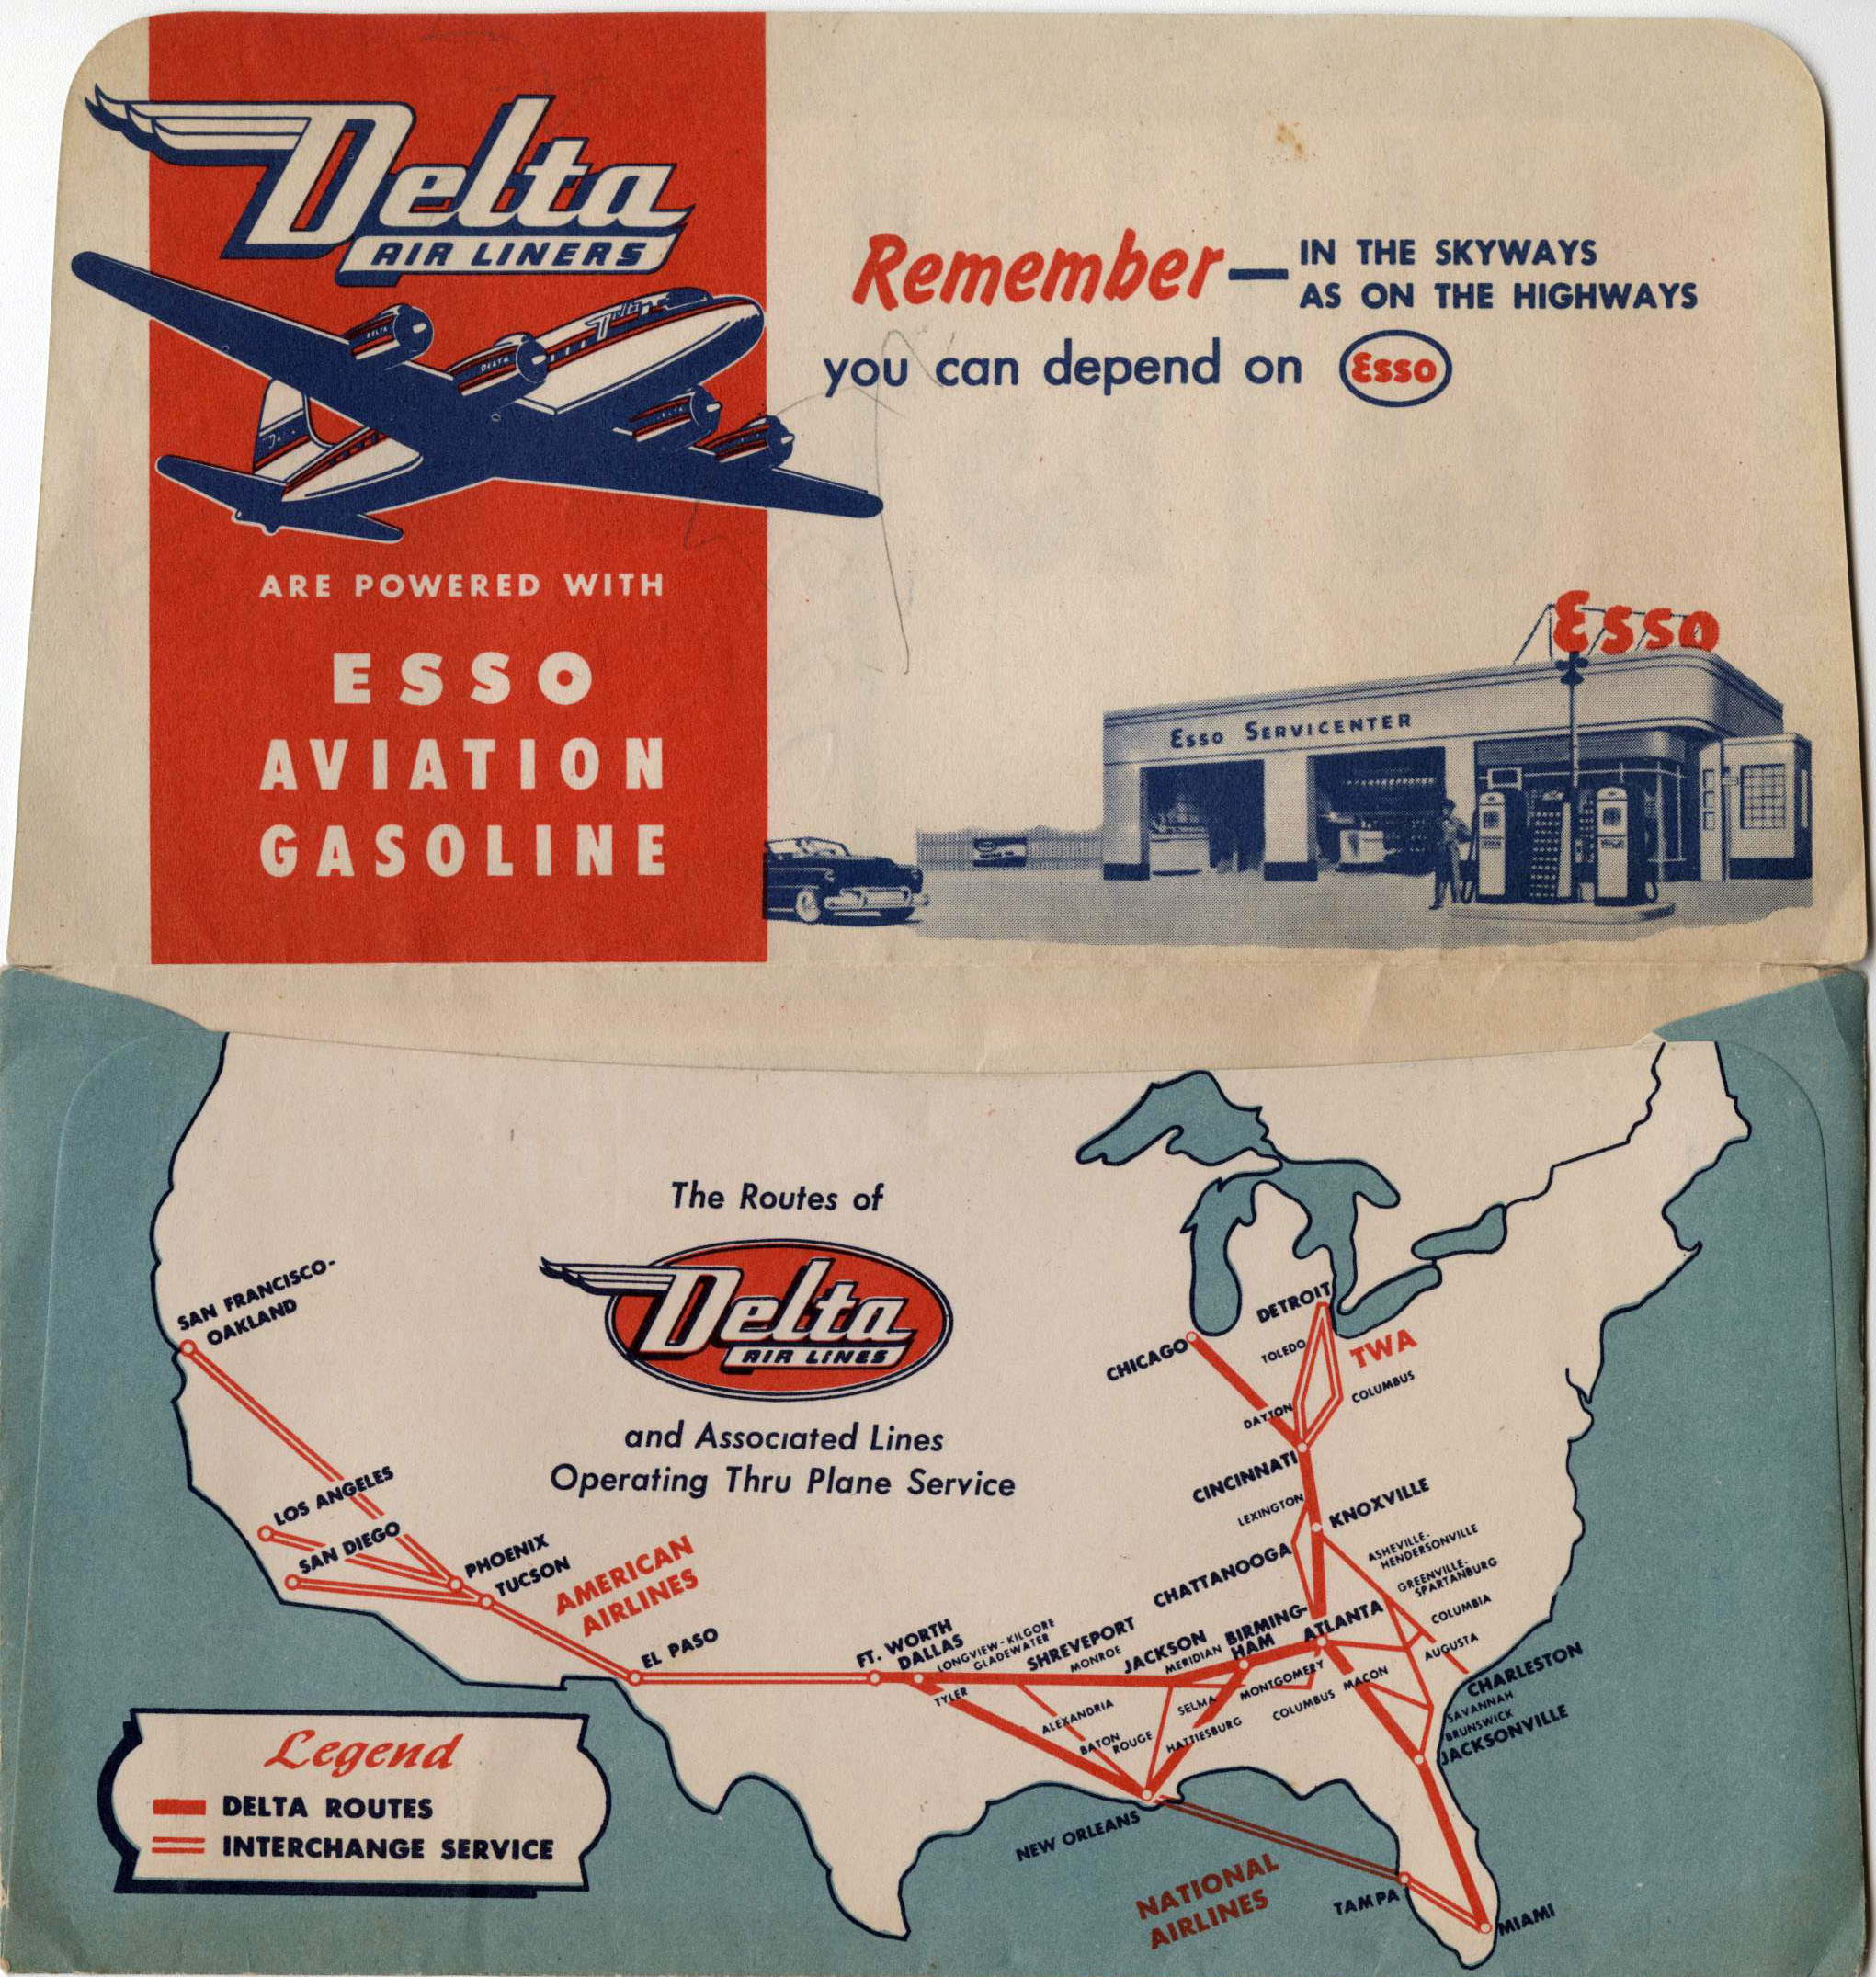 Delta
AIR LINERS
DELTA
DELTA
Delta
ARE POWERED WITH
ESSO
AVIATION
GASOLINE
Remember— IN THE SKYWAYS
AS ON THE HIGHWAYS
you can depend on Esso
Esso
Esso Servicenter
The Routes of
Delta
AIR LINES
and Associated Lines
Operating Thru Plane Service
SAN FRANCISCO-
OAKLAND
LOS ANGELES
SAN DIEGO
PHOENIX
TUCSON
AMERICAN
AIRLINES
EL PASO
FT. WORTH
DALLAS
LONGVIEW-KILGORE
GLADEWATER
TYLER
SHREVEPORT
MONROE
JACKSON
MERIDIAN
BIRMING-
HAM
ATLANTA
ALEXANDRIA
BATON
ROUGE
HATTIESBURG
SELMA
MONTGOMERY
COLUMBUS
MACON
CHICAGO
DETROIT
TOLEDO
TWA
COLUMBUS
DAYTON
CINCINNATI
LEXINGTON
KNOXVILLE
CHATTANOOGA
ASHEVILLE-
HENDERSONVILLE
GREENVILLE-
SPARTANBURG
COLUMBIA
AUGUSTA
CHARLESTON
SAVANNAH
BRUNSWICK
JACKSONVILLE
NEW ORLEANS
NATIONAL
AIRLINES
TAMPA
MIAMI
Legend
DELTA ROUTES
INTERCHANGE SERVICE